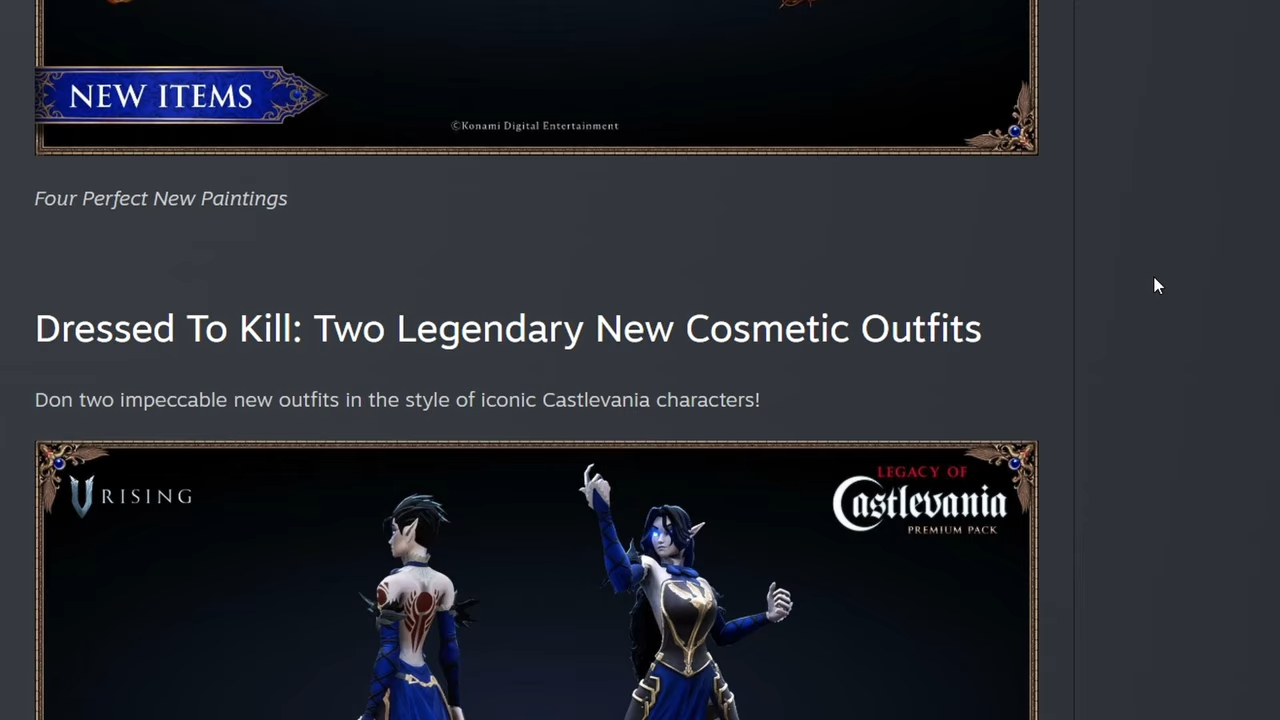 NEW ITEMS
©Konami Digital Entertainment
Four Perfect New Paintings
Dressed To Kill: Two Legendary New Cosmetic Outfits
Don two impeccable new outfits in the style of iconic Castlevania characters!
V RISING
LEGACY OF
Castlevania
PREMIUM PACK